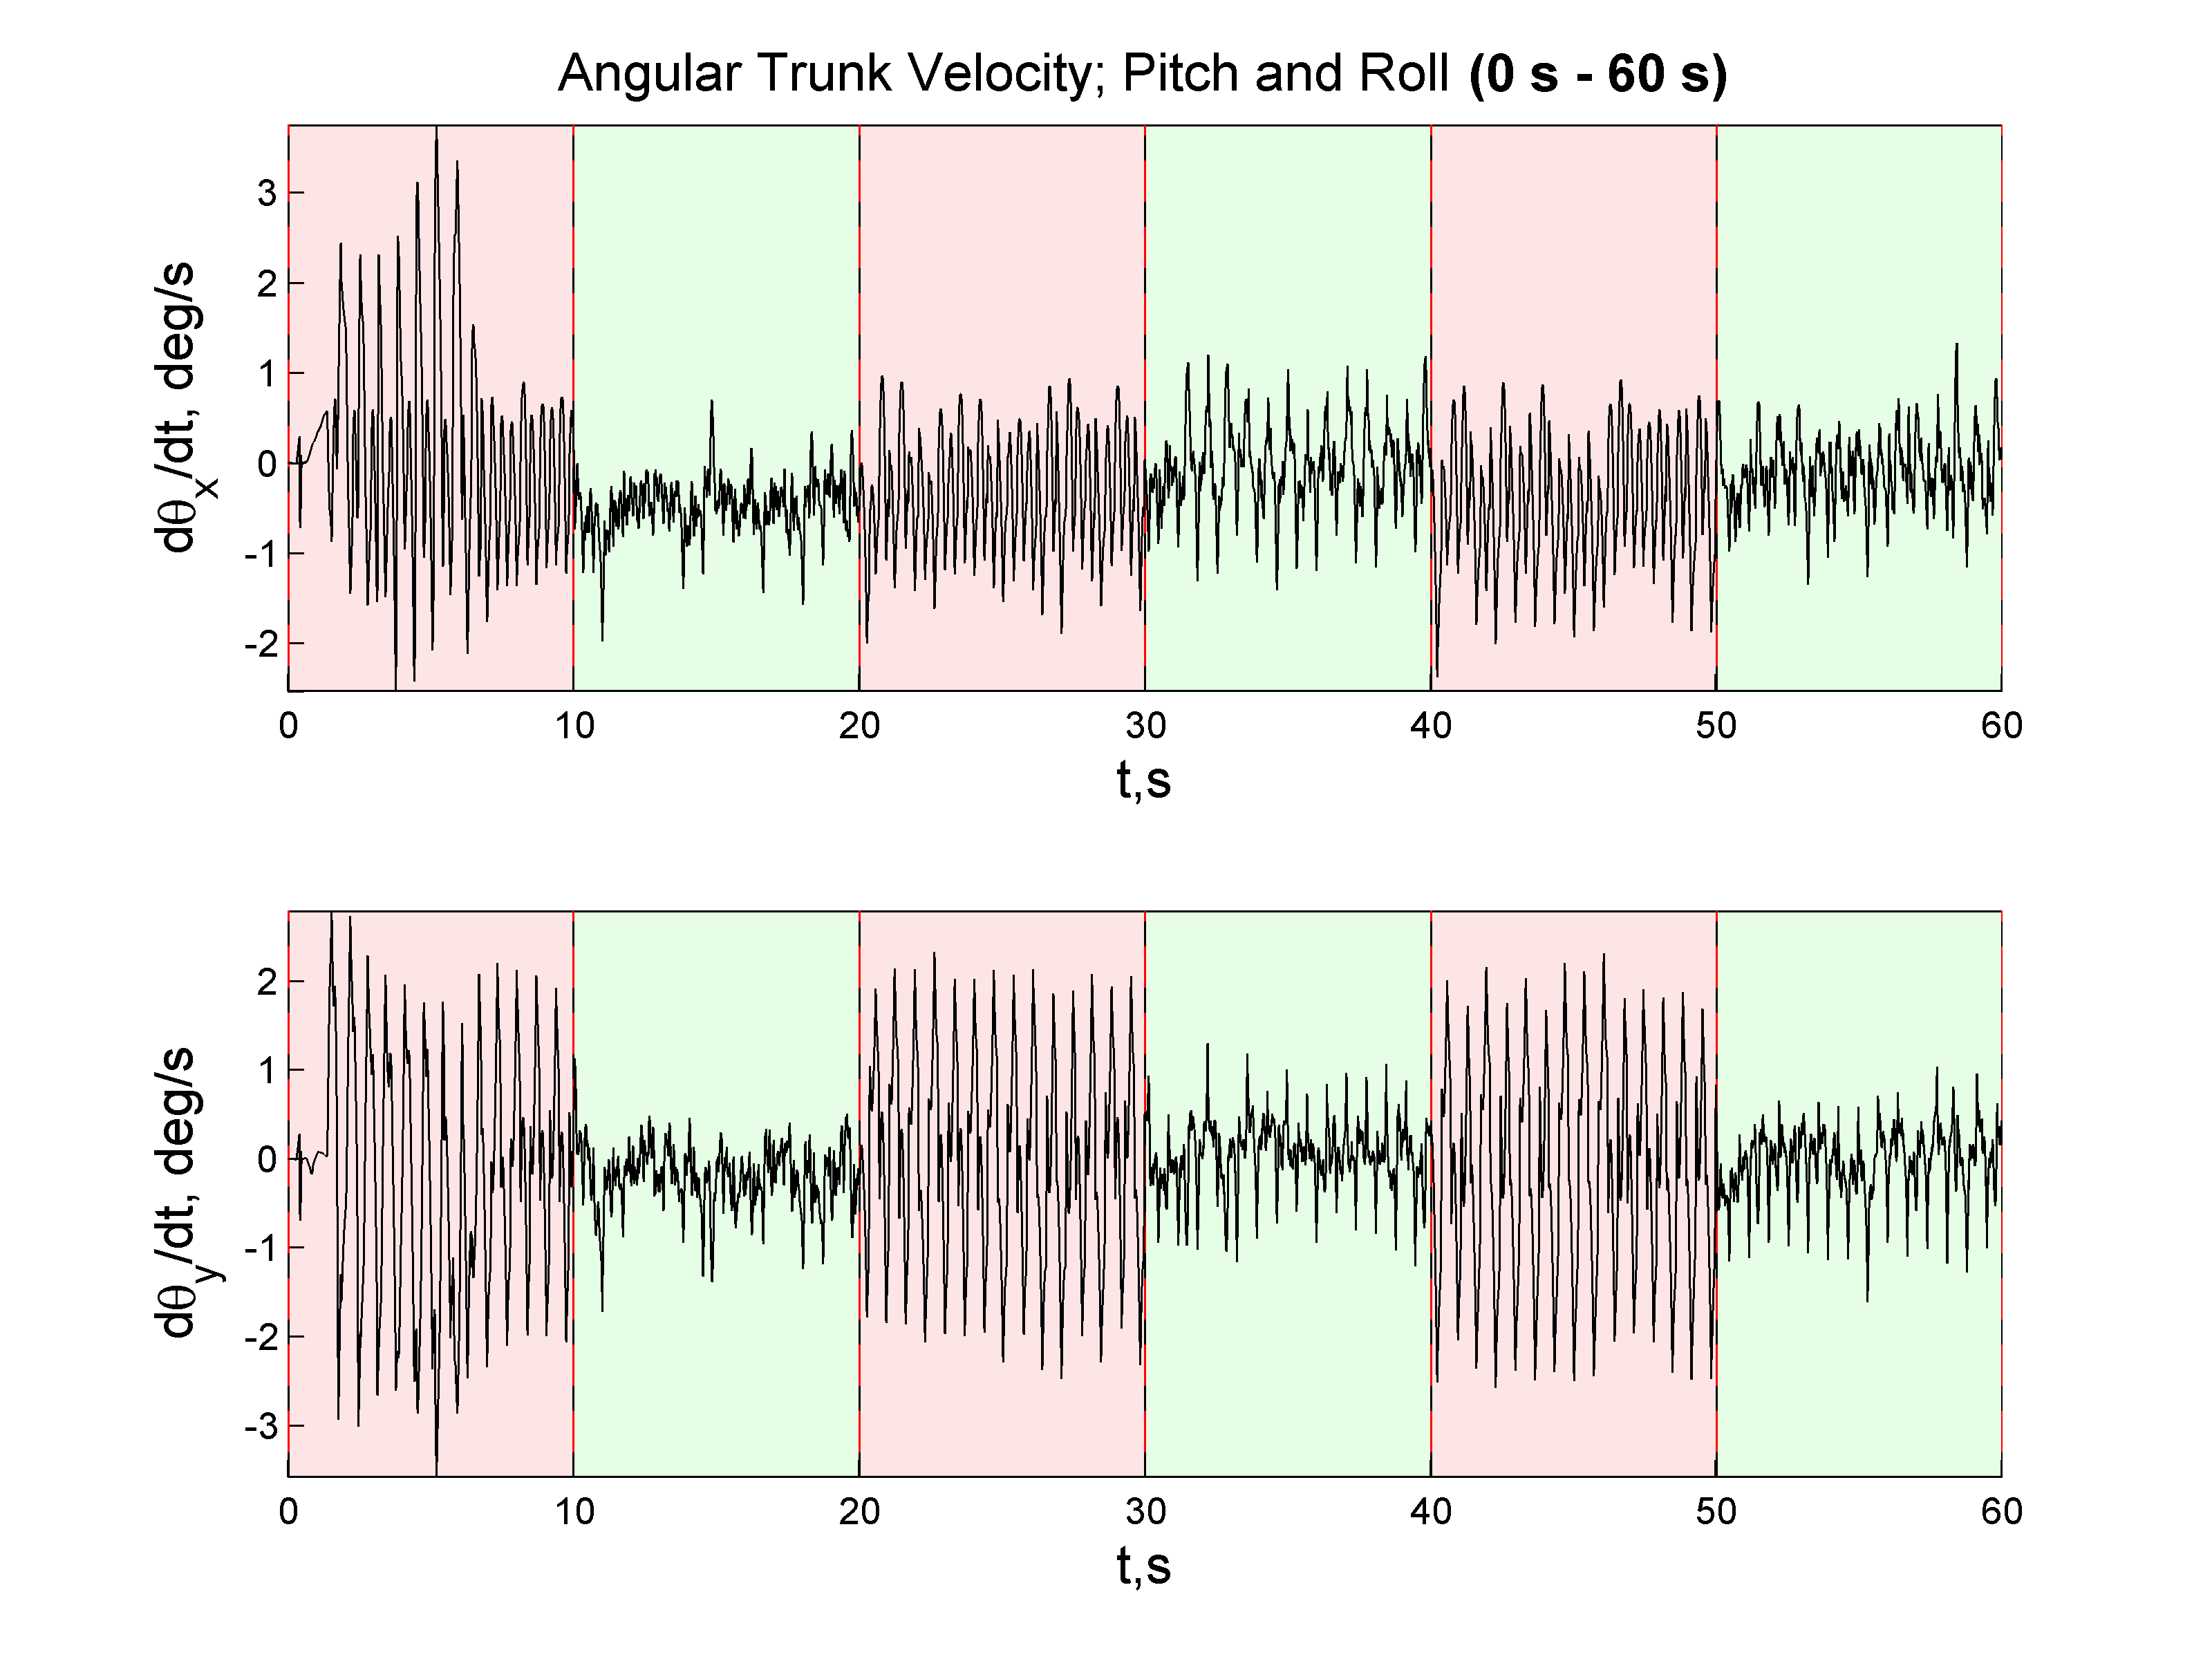 Angular Trunk Velocity; Pitch and Roll (0 s - 60 s)
dθx/dt, deg/s
3
2
1
0
-1
-2
0 10 20 30 40 50 60
t,s
dθy/dt, deg/s
2
1
0
-1
-2
-3
0 10 20 30 40 50 60
t,s